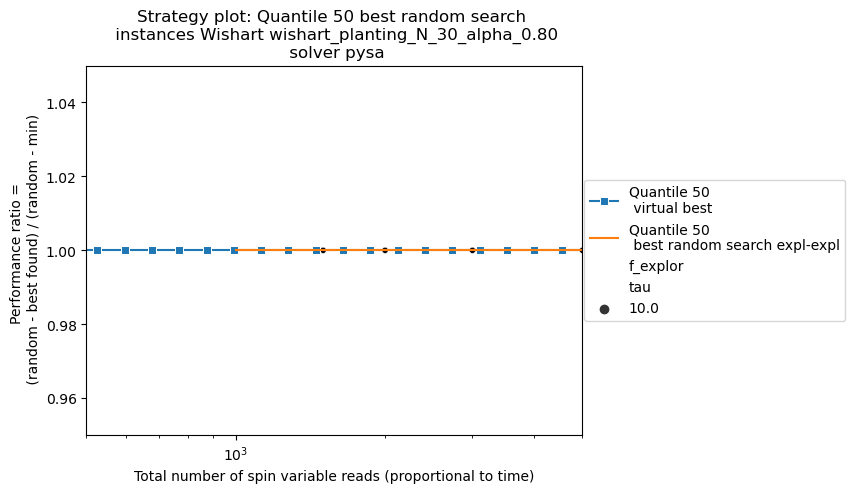 Strategy plot: Quantile 50 best random search
instances Wishart wishart_planting_N_30_alpha_0.80
solver pysa
Performance ratio =
(random - best found) / (random - min)
1.04
1.02
1.00
0.98
0.96
10^3
Total number of spin variable reads (proportional to time)
Quantile 50
virtual best
Quantile 50
best random search expl-expl
f_explor
tau
10.0